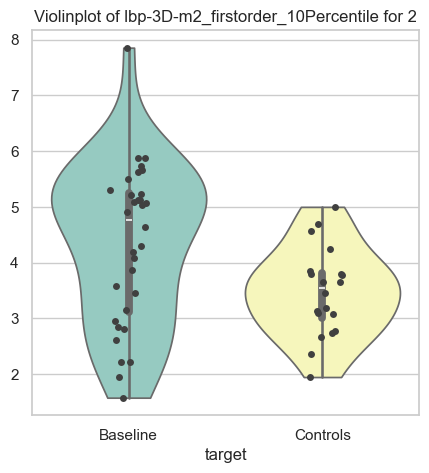 Violinplot of lbp-3D-m2_firstorder_10Percentile for 2
8
7
6
5
4
3
2
Baseline
Controls
target